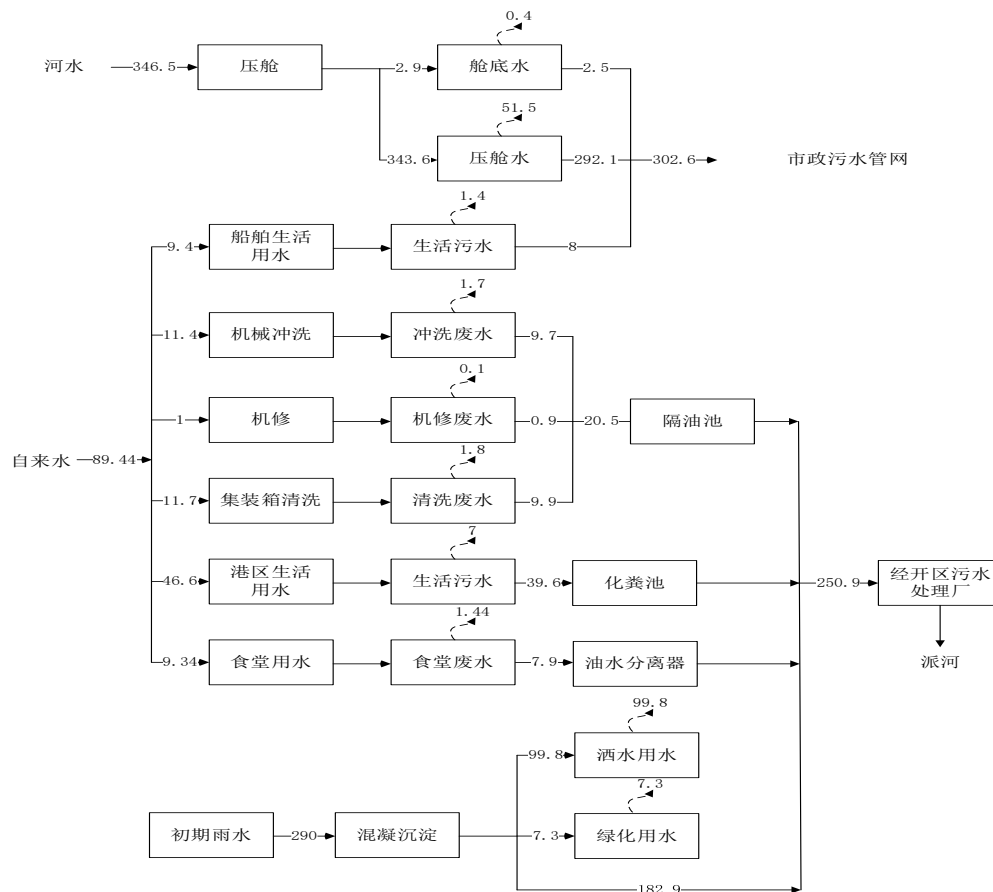 0.4
河水
346.5
压舱
2.9
舱底水
2.5
51.5
343.6
压舱水
292.1
302.6
市政污水管网
1.4
9.4
船舶生活
用水
生活污水
8
1.7
11.4
机械冲洗
冲洗废水
9.7
0.1
1
机修
机修废水
0.9
20.5
隔油池
自来水
89.44
1.8
11.7
集装箱清洗
清洗废水
9.9
7
46.6
港区生活
用水
生活污水
39.6
化粪池
250.9
经开区污水
处理厂
1.44
9.34
食堂用水
食堂废水
7.9
油水分离器
派河
99.8
99.8
洒水用水
7.3
初期雨水
290
混凝沉淀
7.3
绿化用水
182.9